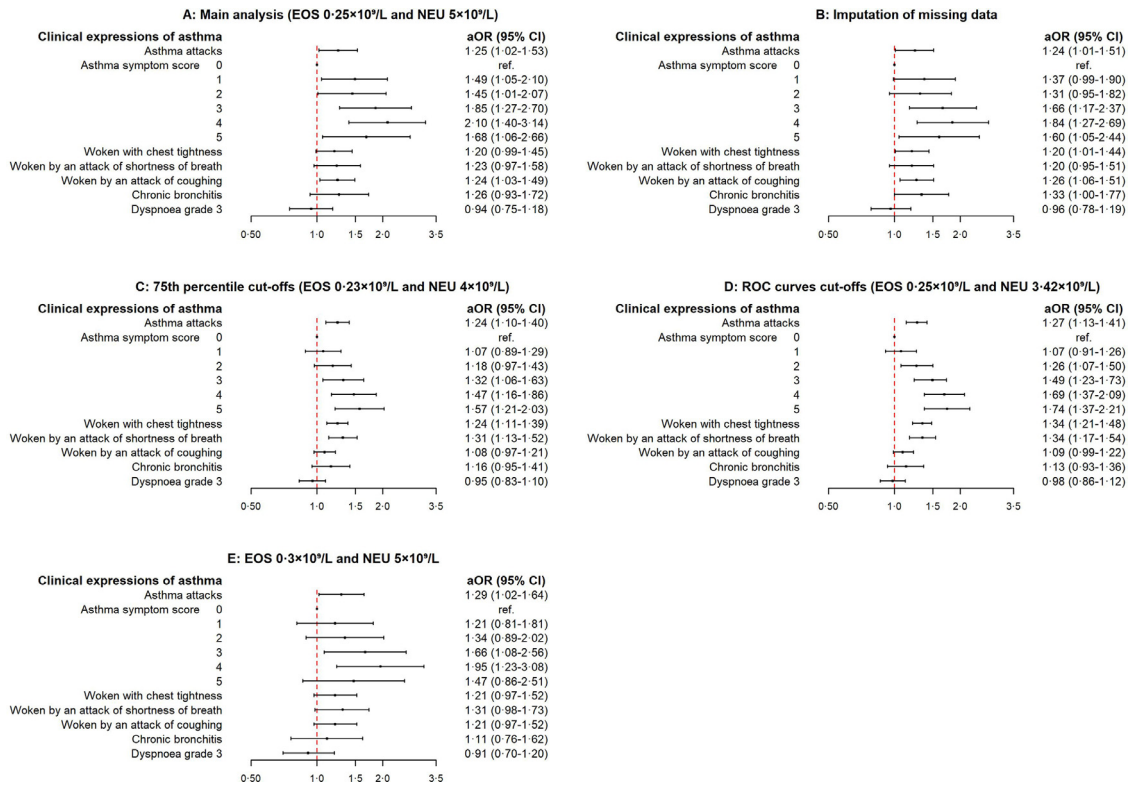 A: Main analysis (EOS 0·25×10⁹/L and NEU 5×10⁹/L)
Clinical expressions of asthma aOR (95% CI)
Asthma attacks 1·25 (1·02-1·53)
Asthma symptom score 0 ref.
1 1·49 (1·05-2·10)
2 1·45 (1·01-2·07)
3 1·85 (1·27-2·70)
4 2·10 (1·40-3·14)
5 1·68 (1·06-2·66)
Woken with chest tightness 1·20 (0·99-1·45)
Woken by an attack of shortness of breath 1·23 (0·97-1·58)
Woken by an attack of coughing 1·24 (1·03-1·49)
Chronic bronchitis 1·26 (0·93-1·72)
Dyspnoea grade 3 0·94 (0·75-1·18)
0·50 1·0 1·5 2·0 3·5
B: Imputation of missing data
Clinical expressions of asthma aOR (95% CI)
Asthma attacks 1·24 (1·01-1·51)
Asthma symptom score 0 ref.
1 1·37 (0·99-1·90)
2 1·31 (0·95-1·82)
3 1·66 (1·17-2·37)
4 1·84 (1·27-2·69)
5 1·60 (1·05-2·44)
Woken with chest tightness 1·20 (1·01-1·44)
Woken by an attack of shortness of breath 1·20 (0·95-1·51)
Woken by an attack of coughing 1·26 (1·06-1·51)
Chronic bronchitis 1·33 (1·00-1·77)
Dyspnoea grade 3 0·96 (0·78-1·19)
0·50 1·0 1·5 2·0 3·5
C: 75th percentile cut-offs (EOS 0·23×10⁹/L and NEU 4×10⁹/L)
Clinical expressions of asthma aOR (95% CI)
Asthma attacks 1·24 (1·10-1·40)
Asthma symptom score 0 ref.
1 1·07 (0·89-1·29)
2 1·18 (0·97-1·43)
3 1·32 (1·06-1·63)
4 1·47 (1·16-1·86)
5 1·57 (1·21-2·03)
Woken with chest tightness 1·24 (1·11-1·39)
Woken by an attack of shortness of breath 1·31 (1·13-1·52)
Woken by an attack of coughing 1·08 (0·97-1·21)
Chronic bronchitis 1·16 (0·95-1·41)
Dyspnoea grade 3 0·95 (0·83-1·10)
0·50 1·0 1·5 2·0 3·5
D: ROC curves cut-offs (EOS 0·25×10⁹/L and NEU 3·42×10⁹/L)
Clinical expressions of asthma aOR (95% CI)
Asthma attacks 1·27 (1·13-1·41)
Asthma symptom score 0 ref.
1 1·07 (0·91-1·26)
2 1·26 (1·07-1·50)
3 1·49 (1·23-1·73)
4 1·69 (1·37-2·09)
5 1·74 (1·37-2·21)
Woken with chest tightness 1·34 (1·21-1·48)
Woken by an attack of shortness of breath 1·34 (1·17-1·54)
Woken by an attack of coughing 1·09 (0·99-1·22)
Chronic bronchitis 1·13 (0·93-1·36)
Dyspnoea grade 3 0·98 (0·86-1·12)
0·50 1·0 1·5 2·0 3·5
E: EOS 0·3×10⁹/L and NEU 5×10⁹/L
Clinical expressions of asthma aOR (95% CI)
Asthma attacks 1·29 (1·02-1·64)
Asthma symptom score 0 ref.
1 1·21 (0·81-1·81)
2 1·34 (0·89-2·02)
3 1·66 (1·08-2·56)
4 1·95 (1·23-3·08)
5 1·47 (0·86-2·51)
Woken with chest tightness 1·21 (0·97-1·52)
Woken by an attack of shortness of breath 1·31 (0·98-1·73)
Woken by an attack of coughing 1·21 (0·97-1·52)
Chronic bronchitis 1·11 (0·76-1·62)
Dyspnoea grade 3 0·91 (0·70-1·20)
0·50 1·0 1·5 2·0 3·5